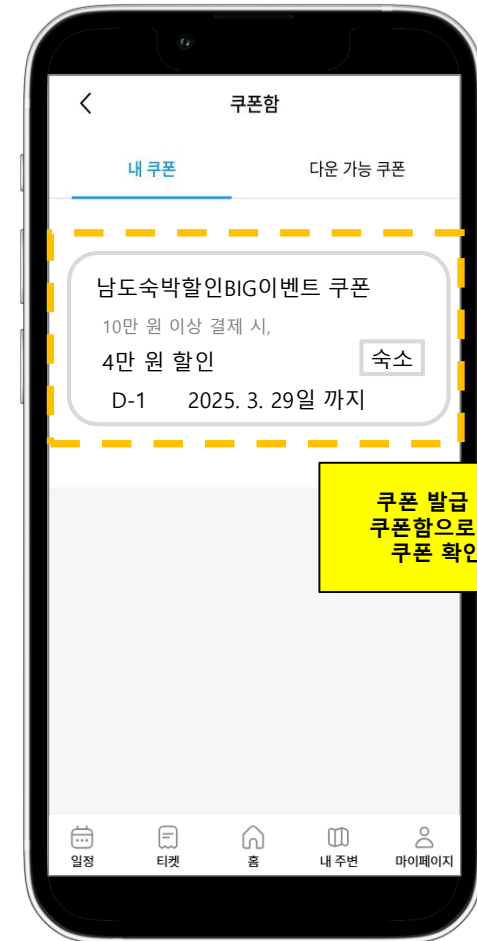 쿠폰함
내 쿠폰
다운 가능 쿠폰
남도숙박할인BIG이벤트 쿠폰
10만 원 이상 결제 시,
4만 원 할인
숙소
D-1 2025. 3. 29일 까지
쿠폰 발급
쿠폰함으로
쿠폰 확인
일정
티켓
홈
내 주변
마이페이지